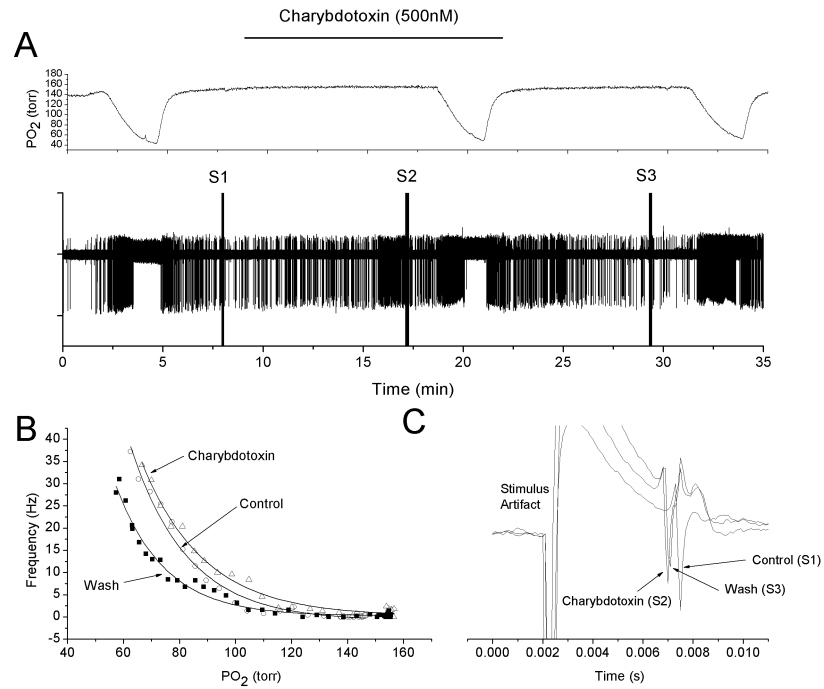 Charybdotoxin (500nM)
A
180
160
140
120
100
80
60
40
PO2 (torr)
S1
S2
S3
0 5 10 15 20 25 30 35
Time (min)
B
40
35
30
25
20
15
10
5
0
-5
Frequency (Hz)
Charybdotoxin
Control
Wash
40 60 80 100 120 140 160
PO2 (torr)
C
Stimulus
Artifact
Control (S1)
Wash (S3)
Charybdotoxin (S2)
0.000 0.002 0.004 0.006 0.008 0.010
Time (s)